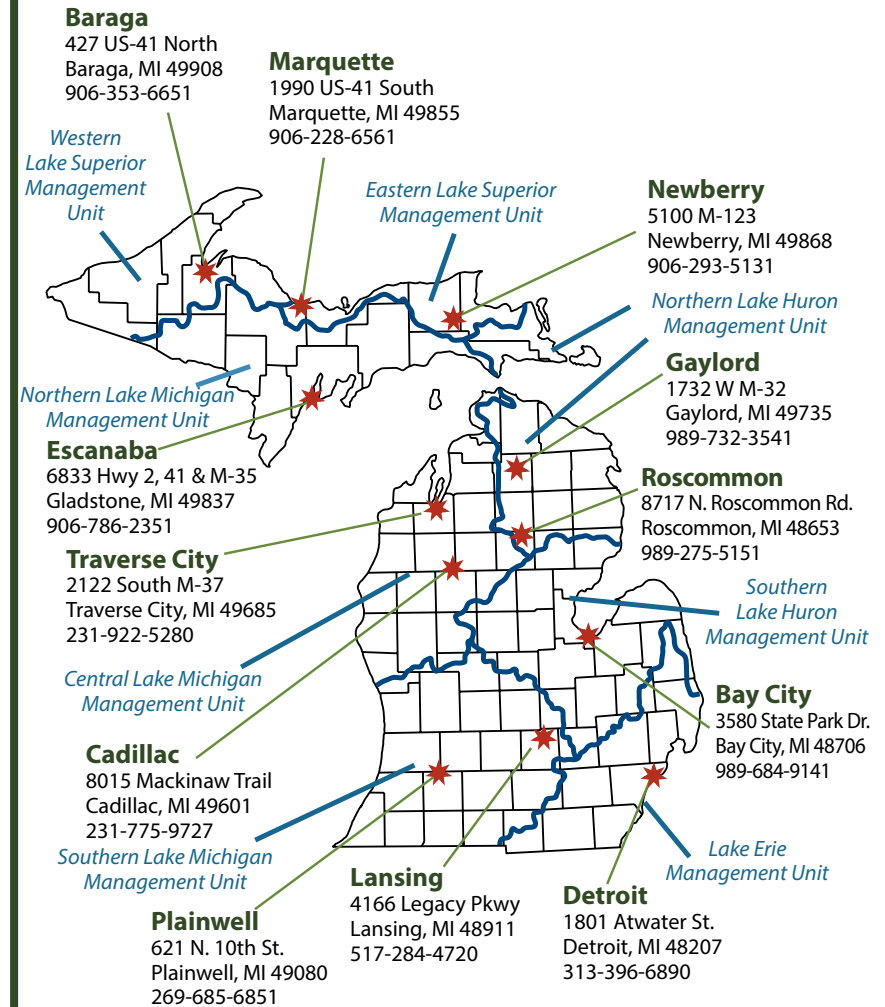 Baraga
427 US-41 North
Baraga, MI 49908
906-353-6651
Marquette
1990 US-41 South
Marquette, MI 49855
906-228-6561
Western
Lake Superior
Management
Unit
Eastern Lake Superior
Management Unit
Newberry
5100 M-123
Newberry, MI 49868
906-293-5131
Northern Lake Huron
Management Unit
Northern Lake Michigan
Management Unit
Gaylord
1732 W M-32
Gaylord, MI 49735
989-732-3541
Escanaba
6833 Hwy 2, 41 & M-35
Gladstone, MI 49837
906-786-2351
Roscommon
8717 N. Roscommon Rd.
Roscommon, MI 48653
989-275-5151
Traverse City
2122 South M-37
Traverse City, MI 49685
231-922-5280
Southern
Lake Huron
Management Unit
Central Lake Michigan
Management Unit
Bay City
3580 State Park Dr.
Bay City, MI 48706
989-684-9141
Cadillac
8015 Mackinaw Trail
Cadillac, MI 49601
231-775-9727
Southern Lake Michigan
Management Unit
Lake Erie
Management Unit
Lansing
4166 Legacy Pkwy
Lansing, MI 48911
517-284-4720
Detroit
1801 Atwater St.
Detroit, MI 48207
313-396-6890
Plainwell
621 N. 10th St.
Plainwell, MI 49080
269-685-6851